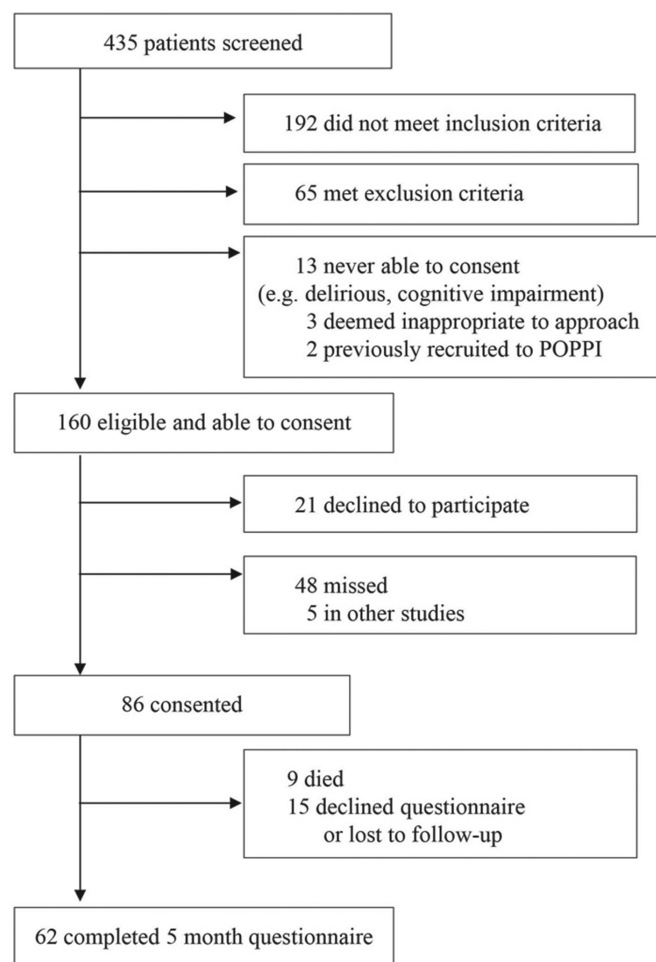 435 patients screened
192 did not meet inclusion criteria
65 met exclusion criteria
13 never able to consent
(e.g. delirious, cognitive impairment)
3 deemed inappropriate to approach
2 previously recruited to POPPI
160 eligible and able to consent
21 declined to participate
48 missed
5 in other studies
86 consented
9 died
15 declined questionnaire
or lost to follow-up
62 completed 5 month questionnaire